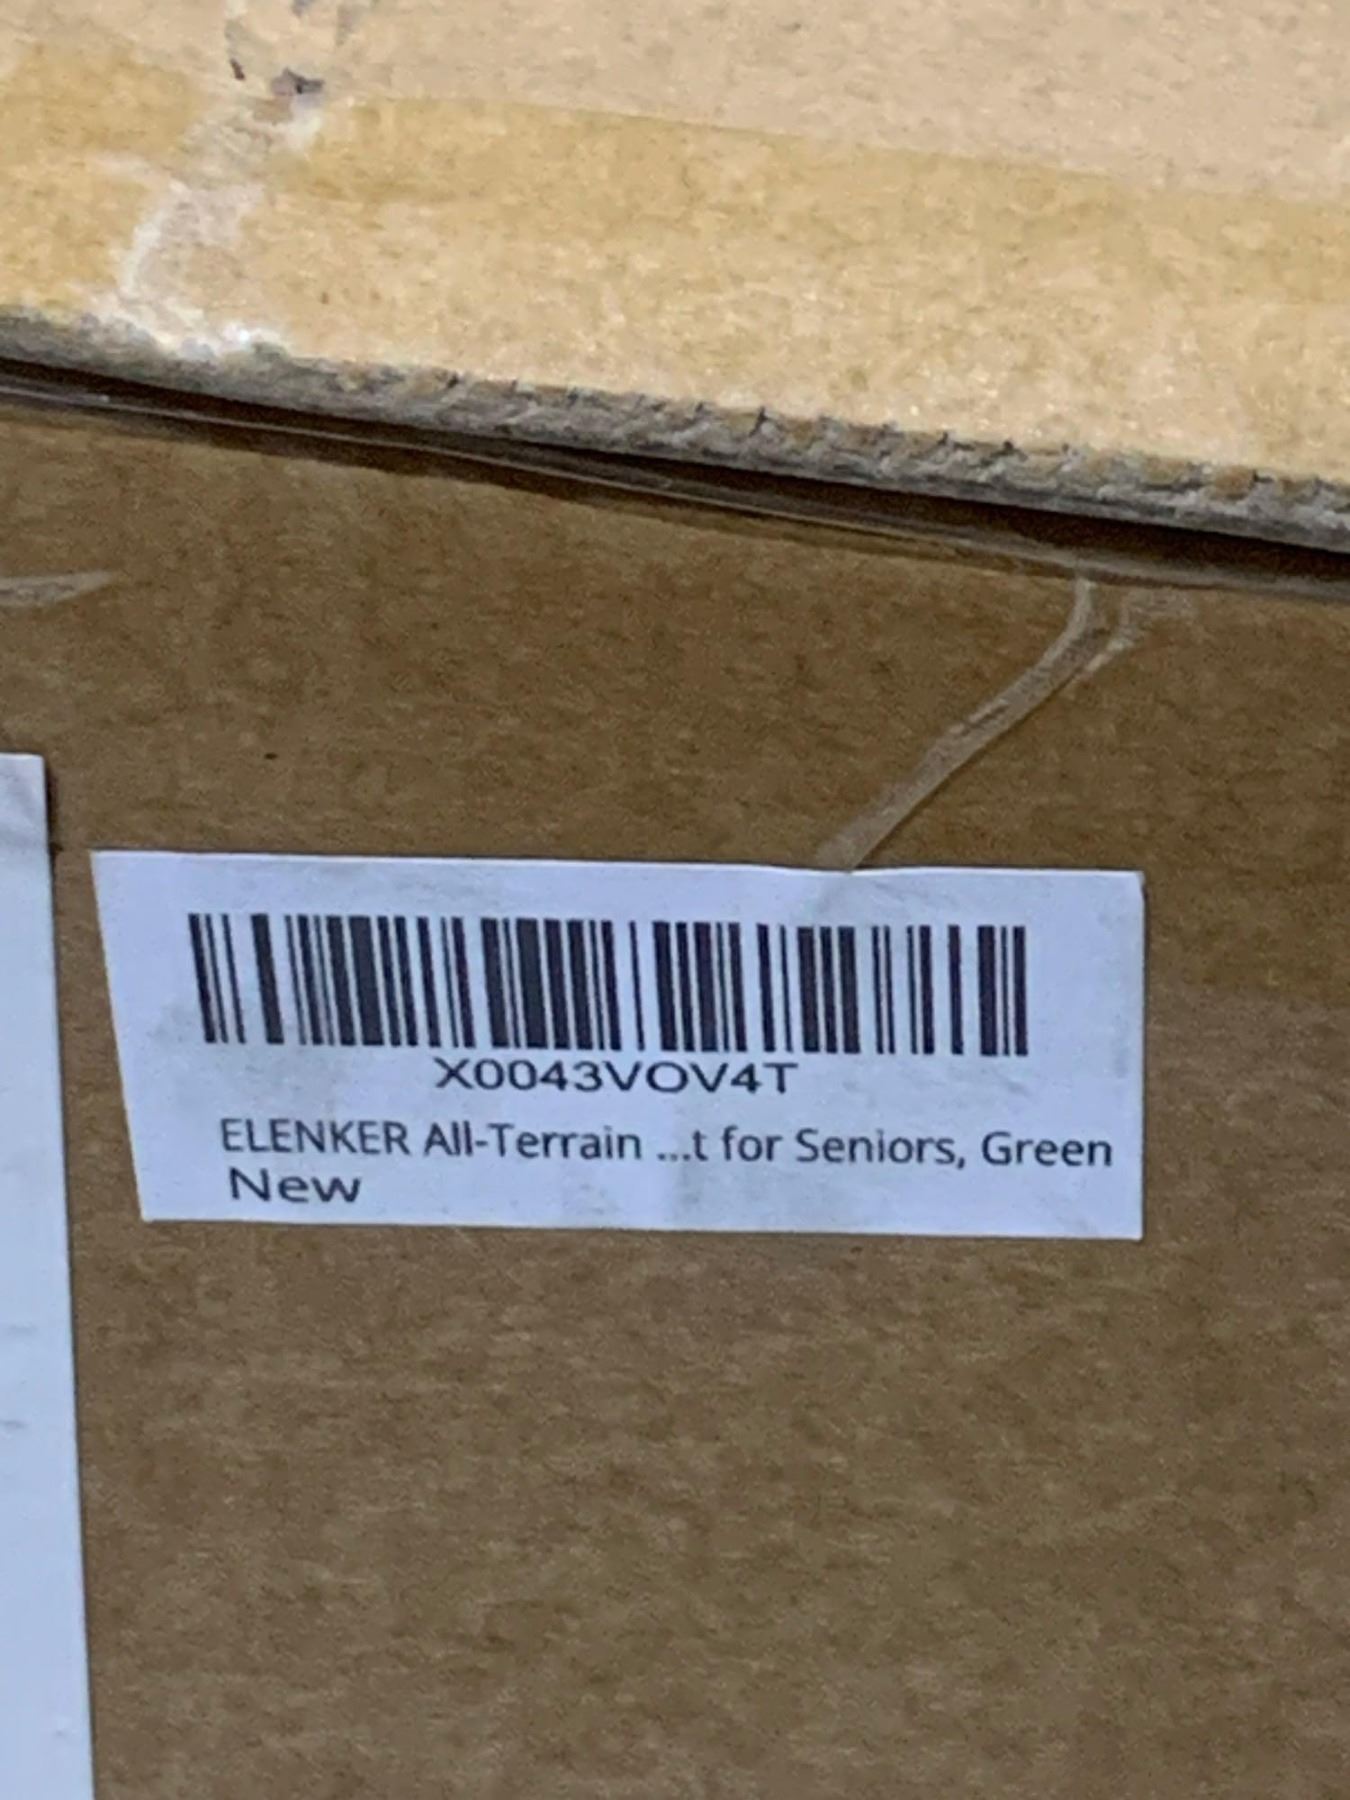 X0043VOV4T
ELENKER All-Terrain ...t for Seniors, Green
New